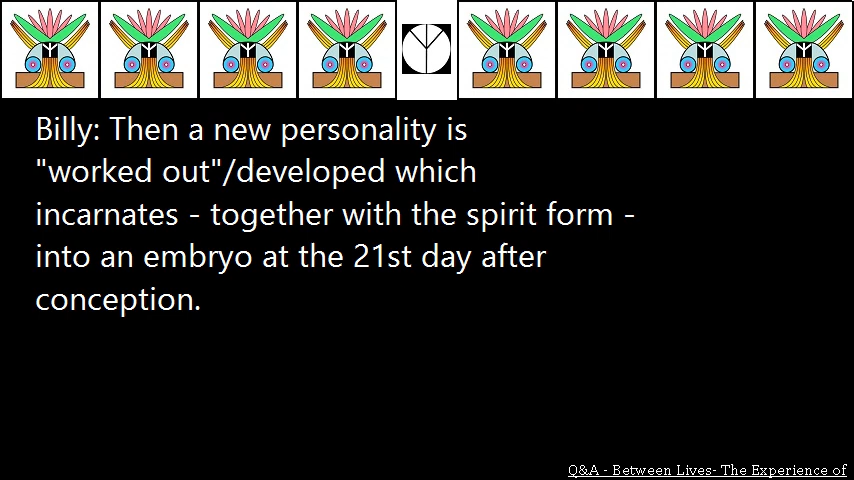 Billy: Then a new personality is
"worked out"/developed which
incarnates - together with the spirit form -
into an embryo at the 21st day after
conception.
Q&A - Between Lives- The Experience of